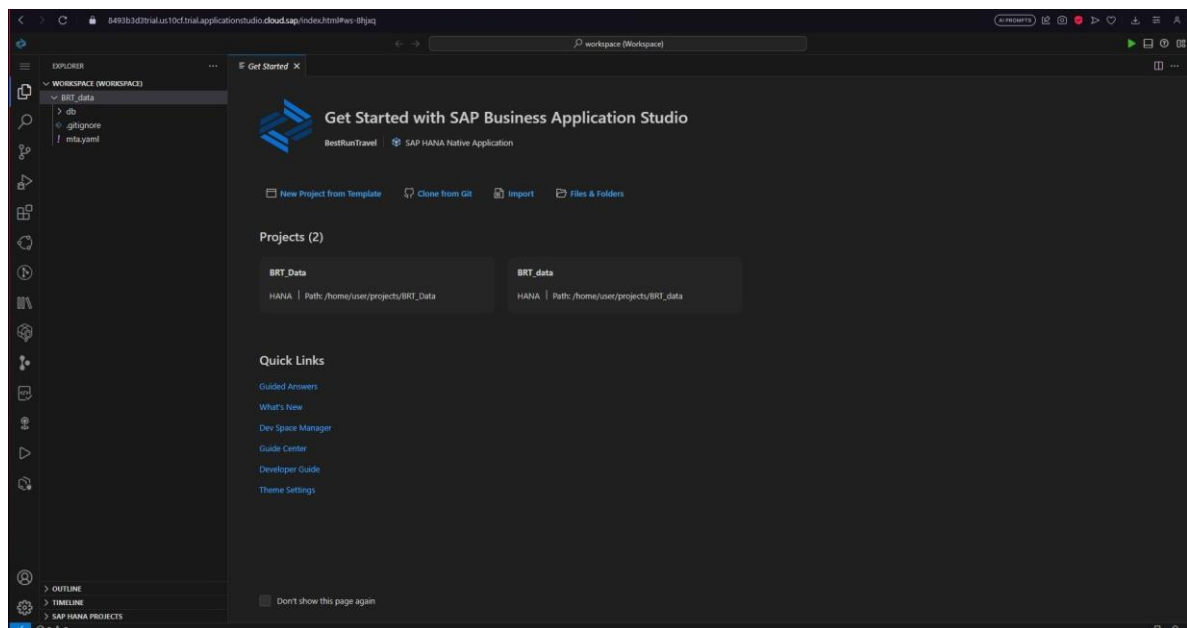 8493b3d3trial.us10cf.trial.applicationstudio.cloud.sap/index.html#ws-8hjxq
AI PROMPTS
workspace (Workspace)
EXPLORER
Get Started
WORKSPACE (WORKSPACE)
BRT_data
db
.gitignore
! mta.yaml
Get Started with SAP Business Application Studio
BestRunTravel | SAP HANA Native Application
New Project from Template
Clone from Git
Import
Files & Folders
Projects (2)
BRT_Data
HANA | Path: /home/user/projects/BRT_Data
BRT_data
HANA | Path: /home/user/projects/BRT_data
Quick Links
Guided Answers
What's New
Dev Space Manager
Guide Center
Developer Guide
Theme Settings
Don't show this page again
OUTLINE
TIMELINE
SAP HANA PROJECTS